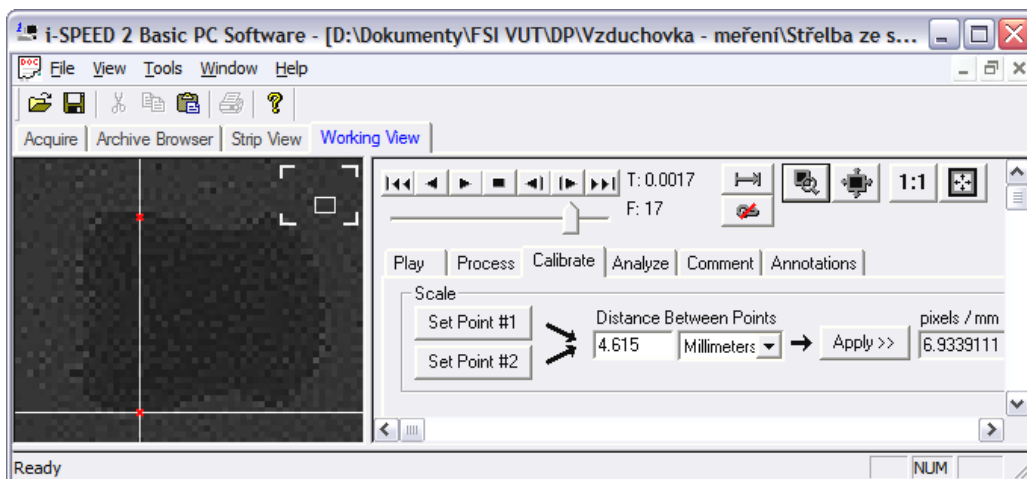 i-SPEED 2 Basic PC Software - [D:\Dokumenty\FSI VUT\DP\Vzduchovka - meření\Střelba ze s...
File View Tools Window Help
Acquire Archive Browser Strip View Working View
T: 0.0017
1:1
F: 17
Play Process Calibrate Analyze Comment Annotations
Scale
Set Point #1 Distance Between Points pixels / mm
4.615 Millimeters Apply >> 6.9339111
Set Point #2
Ready NUM